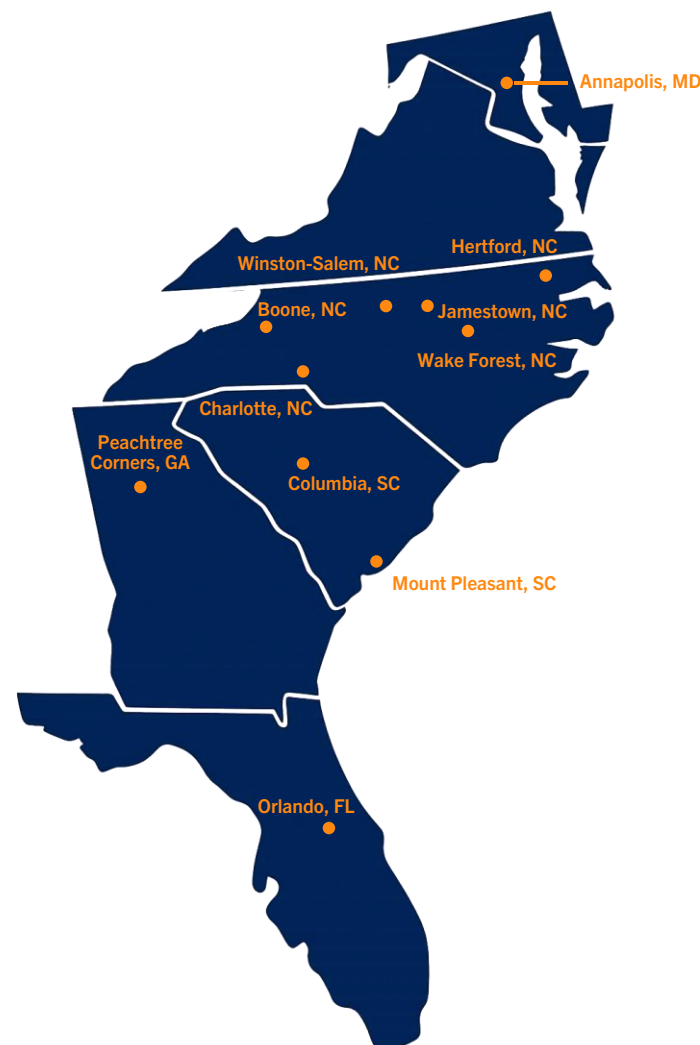 Annapolis, MD
Hertford, NC
Winston-Salem, NC
Boone, NC
Jamestown, NC
Wake Forest, NC
Charlotte, NC
Peachtree
Corners, GA
Columbia, SC
Mount Pleasant, SC
Orlando, FL